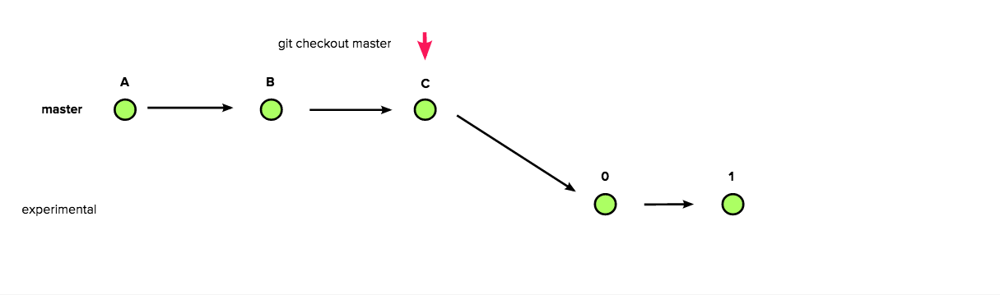 git checkout master
A B C
master
0 1
experimental